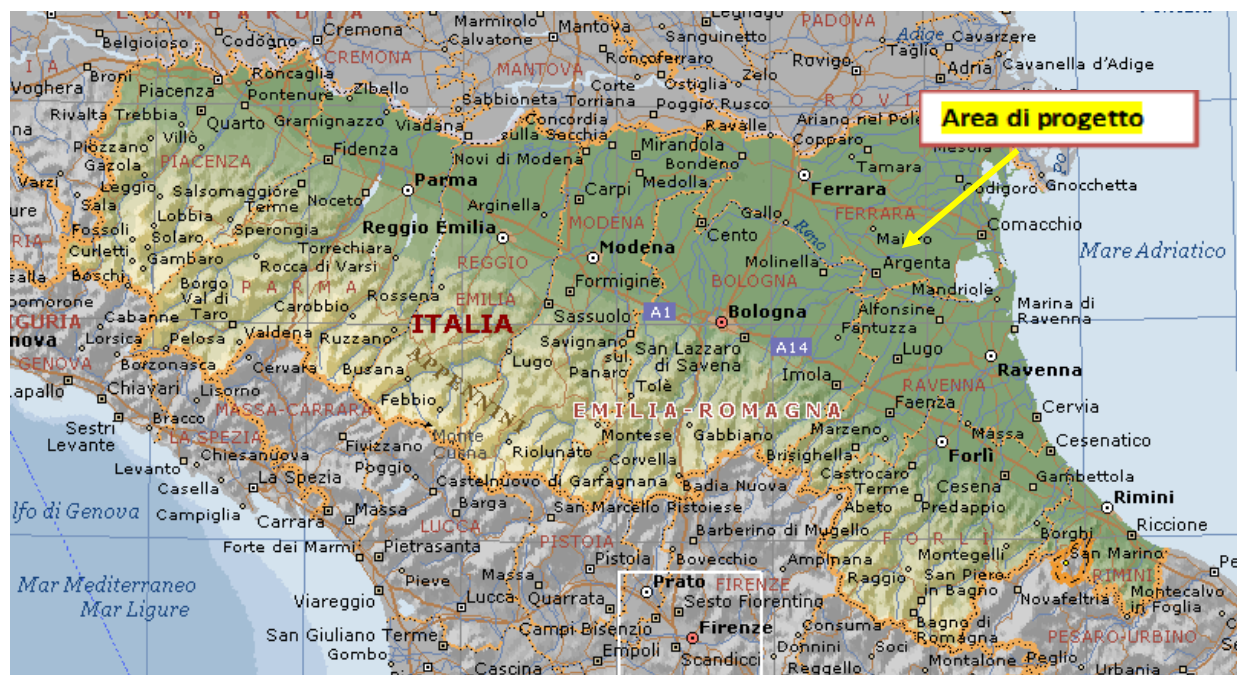 LOMBARDIA
Marmirolo
Legnago
PADOVA
Belgioioso
Codogno
Cremona
Calvatone
Mantova
Sanguinetto
Adige
Cavarzere
Taglio
CREMONA
Roncoferraro
Rovigo
Adria
Cavanella d'Adige
Broni
Roncaglia
MANTOVA
Voghera
Piacenza
Pontenure
Zibello
Corte
Ostiglia
Zelo
Sabbioneta
Torriana
Poggio Rusco
Rivalta Trebbia
Quarto
Gramignazzo
Viadana
Concordia
sulla Secchia
Ravalle
Ariano nel
Area di progetto
Villò
Copparo
Piozzano
Fidenza
Mirandola
Gazola
PIACENZA
Novi di Modena
Bondeno
Tamara
Mesola
Varzi
Leggio
Salsomaggiore
Terme
Parma
Carpi
Medolla
Ferrara
Codigoro
Gnocchetta
Po
Sala
Noceto
Lobbia
Arginella
Gallo
FERRARA
Fossoli
Solaro
Sperongia
Reggio Emilia
MODENA
Cento
Reno
Comacchio
Curletti
Gambaro
Torrechiara
Modena
Mare Adriatico
Boschi
Rocca di Varsi
REGGIO
EMILIA
Molinella
Argenta
Borgo
Val di
Taro
PARMA
Formigine
BOLOGNA
Mandriole
Cabanne
Carobbio
Rossena
Alfonsine
Marina di
Ravenna
ITALIA
Sassuolo
A1
Bologna
Fantuzza
Lorsica
Pelosa
Valdena
Ruzzano
Savignano
sul
Panaro
San Lazzaro
di Savena
A14
Lugo
GENOVA
Borzonasca
Cervara
Busana
Lugo
Imola
Ravenna
Chiavari
Lisorno
APPENNINI
Tolè
RAVENNA
Bracco
MASSA-CARRARA
Febbio
EMILIA-ROMAGNA
Faenza
Cervia
Sestri
Levante
LA SPEZIA
Fivizzano
Monte
Cusna
Montese
Gabbiano
Marzeno
Massa
Cesenatico
Chiesanuova
Riolunato
Corvella
Brisighella
Forlì
Levanto
La Spezia
Poggio
Castelnuovo di Garfagnana
Badia Nuova
Castrocaro
Terme
Cesena
Gambettola
Casella
Barga
San Marcello Pistoiese
Abeto
Predappio
Rimini
lfo di Genova
Campiglia
Carrara
Massa
LUCCA
Barberino di Mugello
Borghi
Riccione
Forte dei Marmi
Pietrasanta
PISTOIA
FORLI
Pistoia
Bovecchio
Ampinana
Montegelli
San Marino
Mar Mediterraneo
Pieve
Massa
Prato
FIRENZE
Raggio
San Piero
in Bagno
RIMINI
Mar Ligure
Viareggio
Lucca
Quarrata
Sesto Fiorentino
Novafeltria
Montecalvo
in Foglia
San Giuliano Terme
Campi Bisenzio
Firenze
Consuma
Bagno di
Romagna
PESARO-URBINO
Gombo
Empoli
Donnini
Soci
Cascina
Scandicci
Reggello
Montalone
Peglio
Urbania